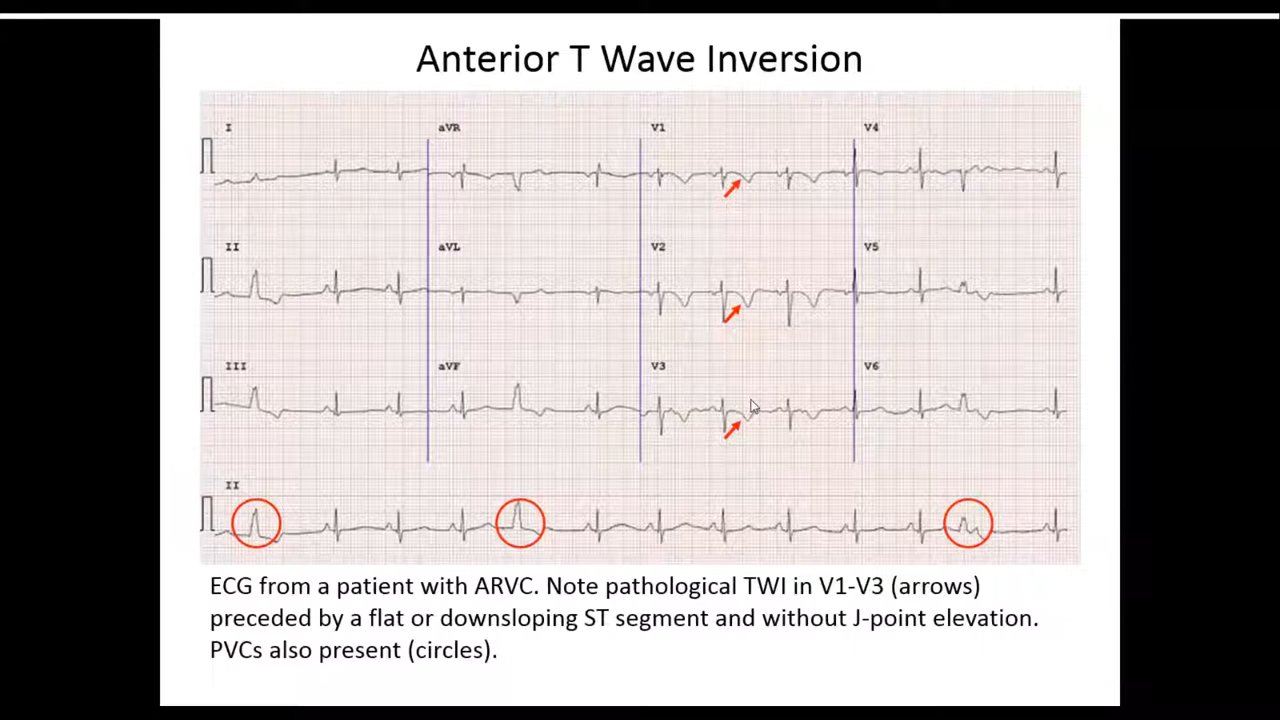 Anterior T Wave Inversion
I aVR V1 V4
II aVL V2 V5
III aVF V3 V6
II
ECG from a patient with ARVC. Note pathological TWI in V1-V3 (arrows)
preceded by a flat or downsloping ST segment and without J-point elevation.
PVCs also present (circles).